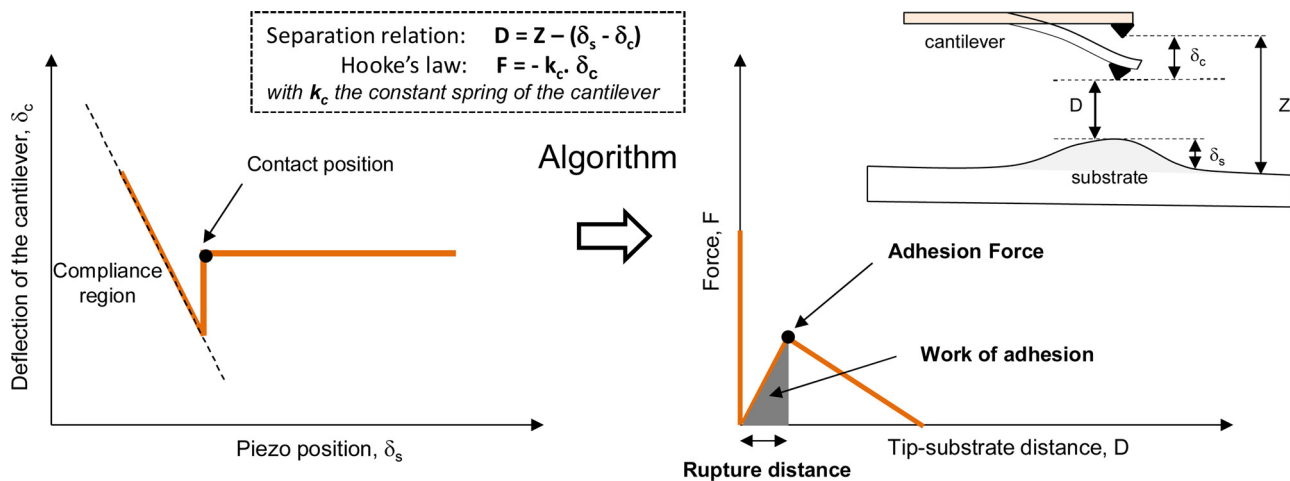 Separation relation: D = Z – (δs - δc)
Hooke's law: F = - kc. δc
with kc the constant spring of the cantilever
Deflection of the cantilever, δc
Contact position
Compliance
region
Piezo position, δs
Algorithm
cantilever
δc
D
Z
δs
substrate
Force, F
Adhesion Force
Work of adhesion
Tip-substrate distance, D
Rupture distance